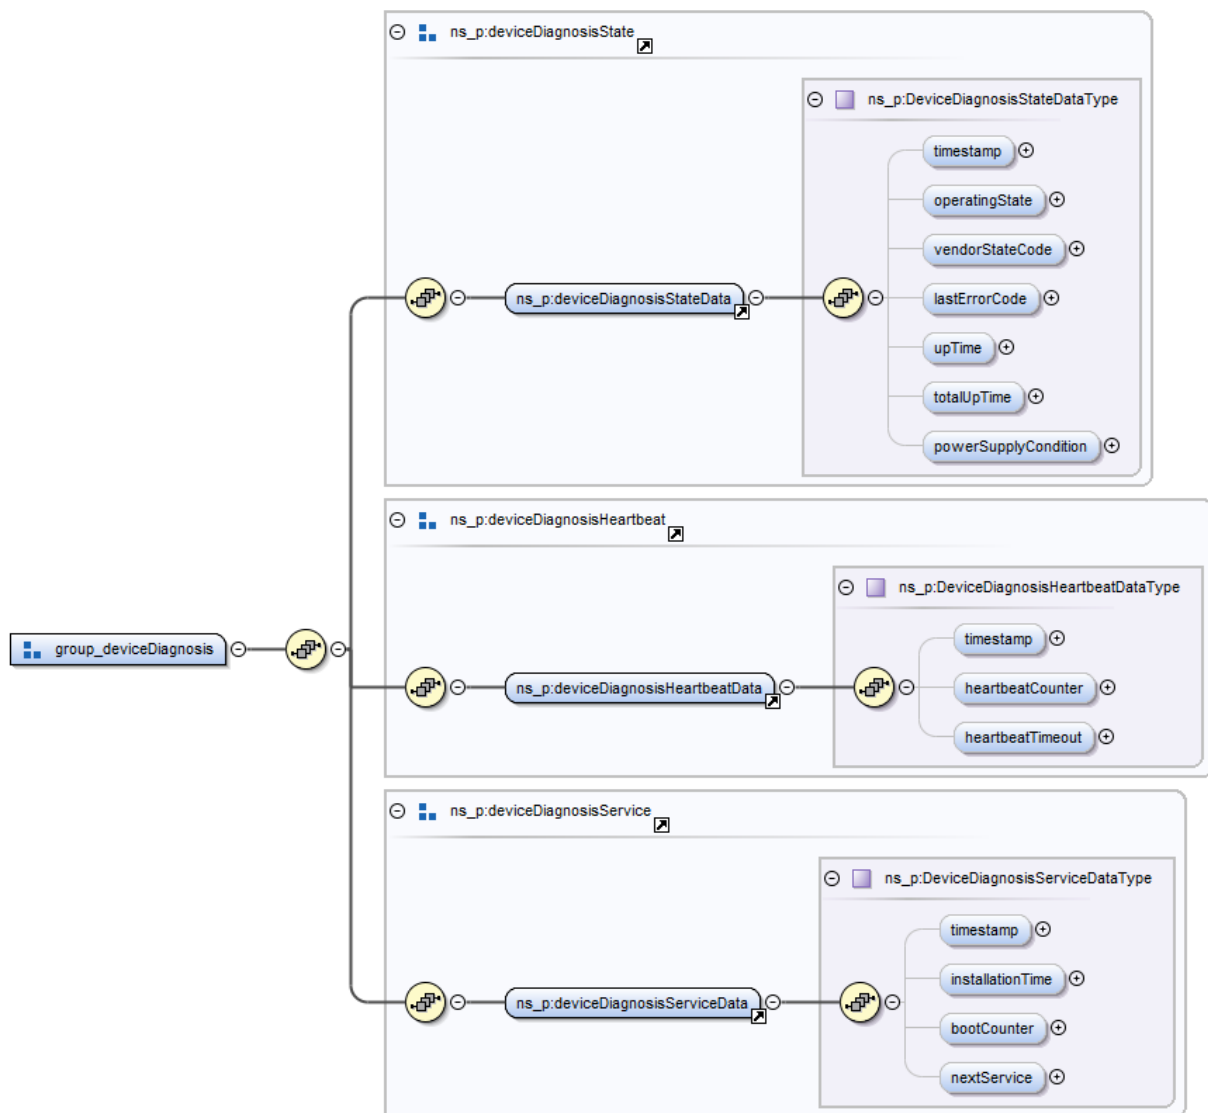 ns_p:deviceDiagnosisState
ns_p:DeviceDiagnosisStateDataType
timestamp
operatingState
vendorStateCode
ns_p:deviceDiagnosisStateData
lastErrorCode
upTime
totalUpTime
powerSupplyCondition
ns_p:deviceDiagnosisHeartbeat
ns_p:DeviceDiagnosisHeartbeatDataType
timestamp
group_deviceDiagnosis
ns_p:deviceDiagnosisHeartbeatData
heartbeatCounter
heartbeatTimeout
ns_p:deviceDiagnosisService
ns_p:DeviceDiagnosisServiceDataType
timestamp
installationTime
ns_p:deviceDiagnosisServiceData
bootCounter
nextService